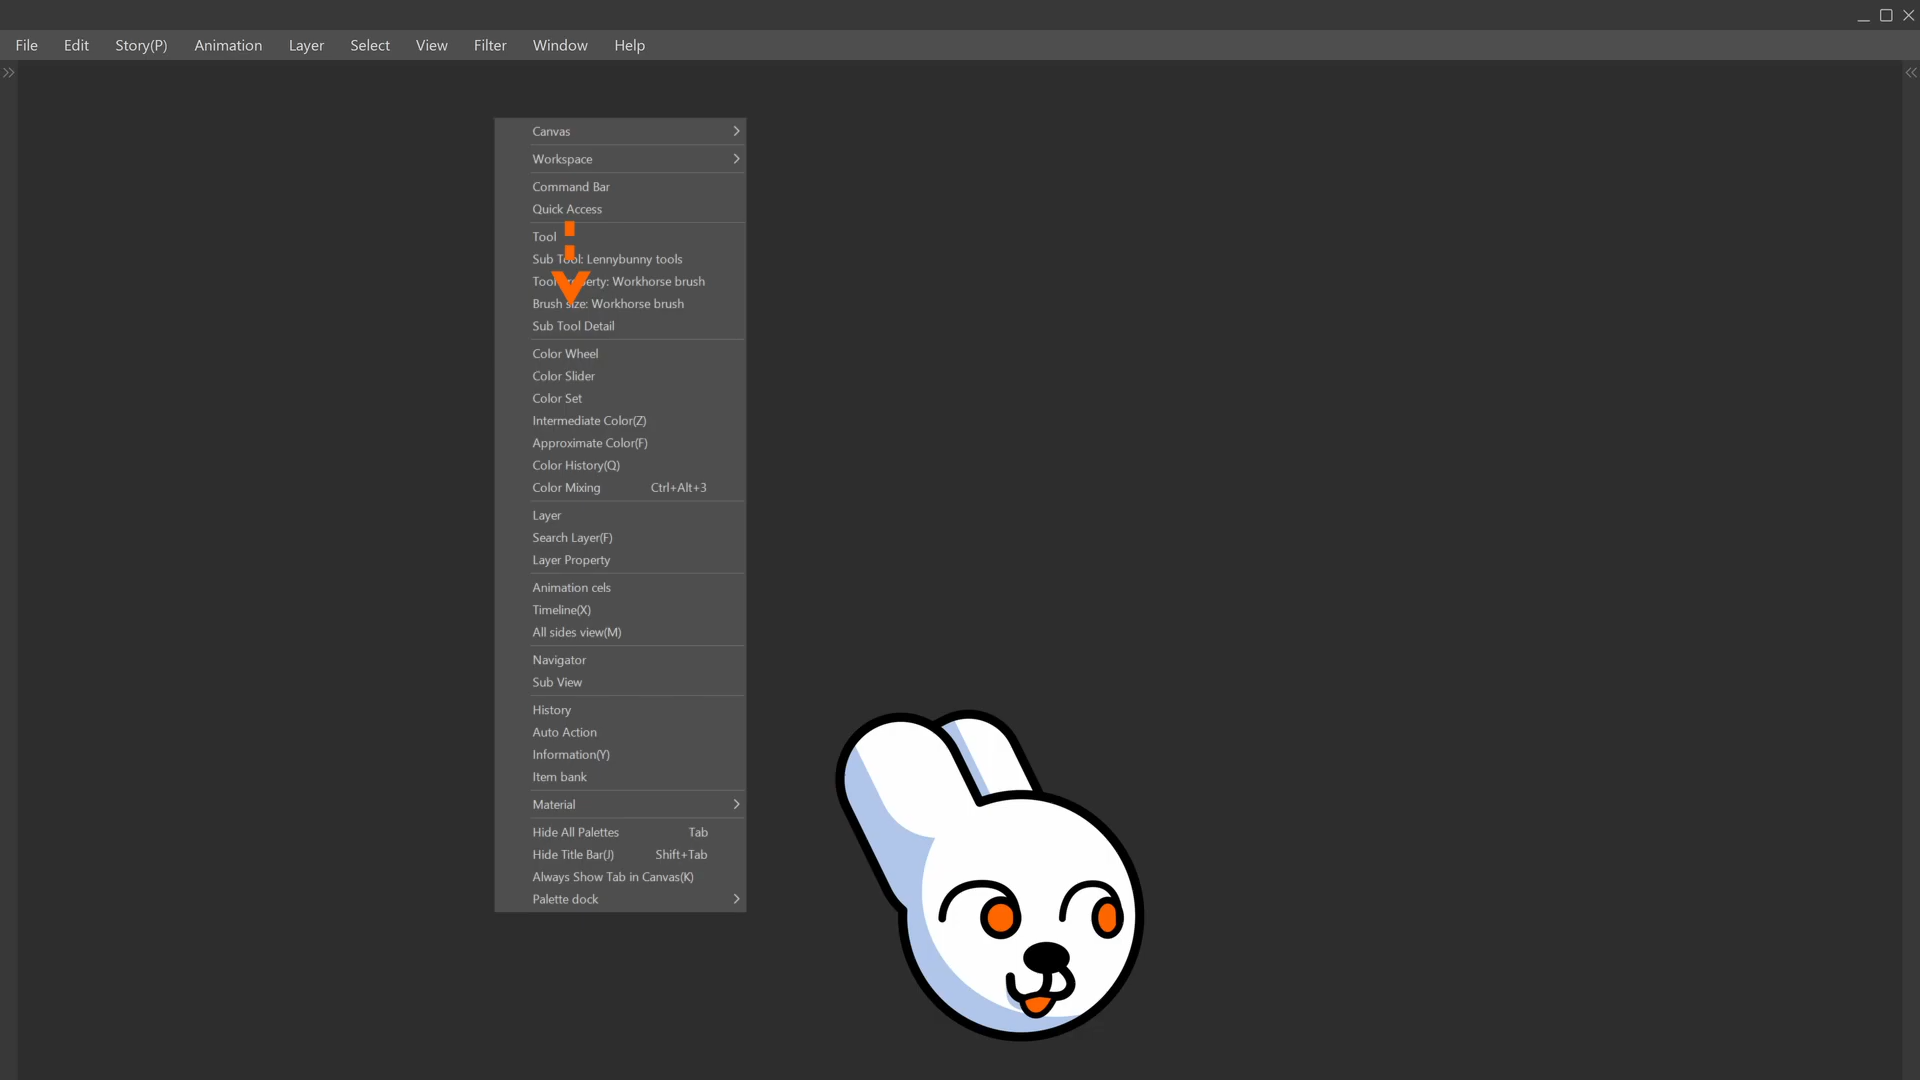 File Edit Story(P) Animation Layer Select View Filter Window Help
Canvas
Workspace
Command Bar
Quick Access
Tool
Sub Tool: Lennybunny tools
Tool Property: Workhorse brush
Brush size: Workhorse brush
Sub Tool Detail
Color Wheel
Color Slider
Color Set
Intermediate Color(Z)
Approximate Color(F)
Color History(Q)
Color Mixing Ctrl+Alt+3
Layer
Search Layer(F)
Layer Property
Animation cels
Timeline(X)
All sides view(M)
Navigator
Sub View
History
Auto Action
Information(Y)
Item bank
Material
Hide All Palettes Tab
Hide Title Bar(J) Shift+Tab
Always Show Tab in Canvas(K)
Palette dock